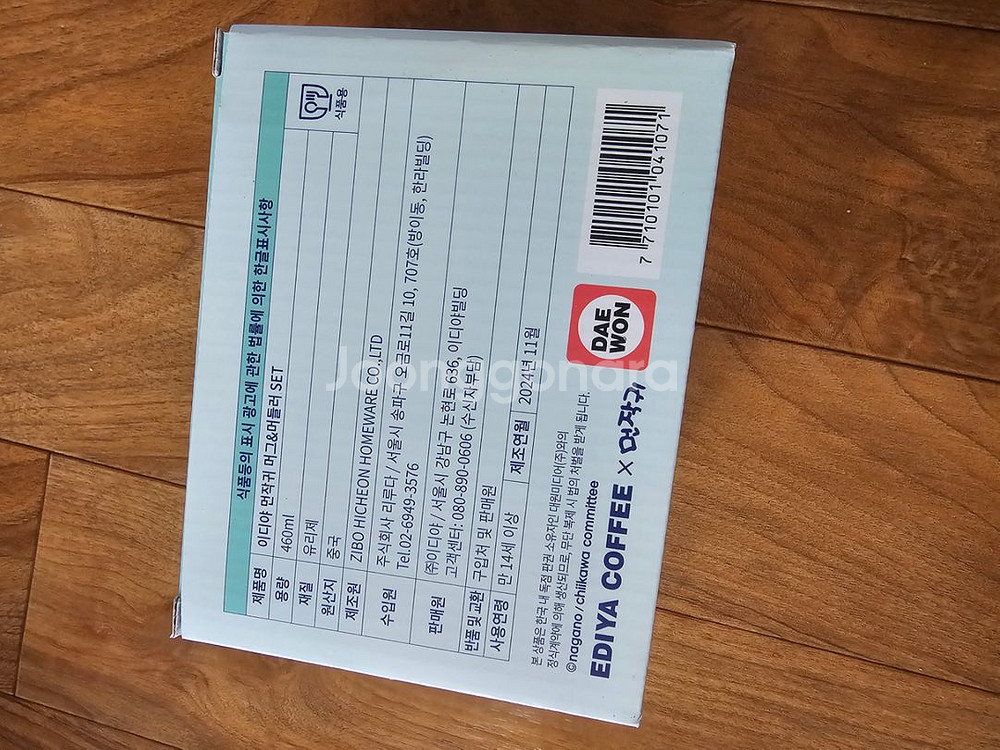 식품등의 표시 광고에 관한 법률에 의한 한글표시사항
제품명 이디야 먼작귀 머그&머들러 SET
용량 460ml
재질 유리제
식품용
원산지 중국
제조원 ZIBO HICHEON HOMEWARE CO.,LTD
수입원 주식회사 리루다 / 서울시 송파구 오금로11길 10, 707호(방이동, 한라빌딩)
Tel.02-6949-3576
판매원 (주)이디야 / 서울시 강남구 논현로 636, 이디야빌딩
고객센터: 080-890-0606 (수신자부담)
반품 및 교환 구입처 및 판매원
사용연령 만 14세 이상 제조연월 2024년 11월
본 상품은 한국 내 독점 판권 소유자인 대원미디어(주)와의
정식계약에 의해 생산되므로, 무단 복제 시 법의 처벌을 받게 됩니다.
©nagano / chiikawa committee
EDIYA COFFEE × 먼작귀
DAE
WON
7 710101 041071
Joonggonara